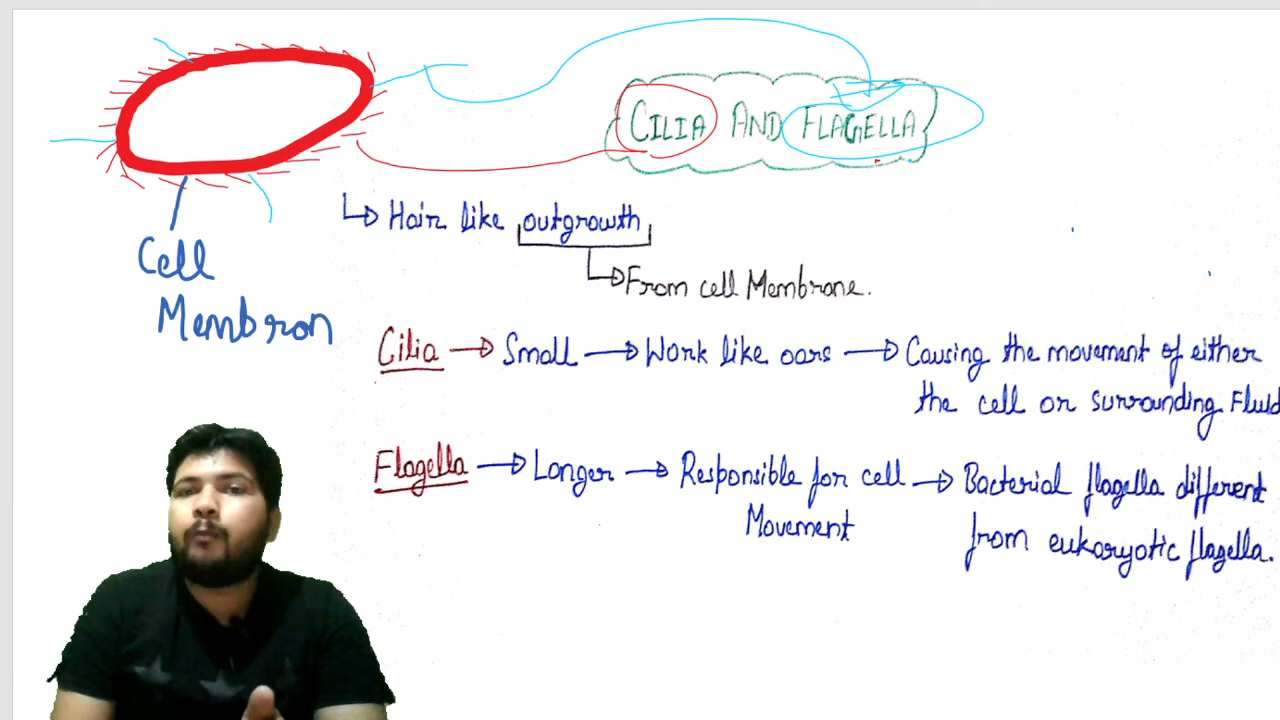 CILIA AND FLAGELLA
Hair like outgrowth
From cell Membrane.
Cell
Membron
Cilia → Small → Work like oars → Causing the movement of either
the cell or surrounding Fluid
Flagella → Longer → Responsible for cell → Bacterial flagella different
Movement
from eukaryotic flagella.